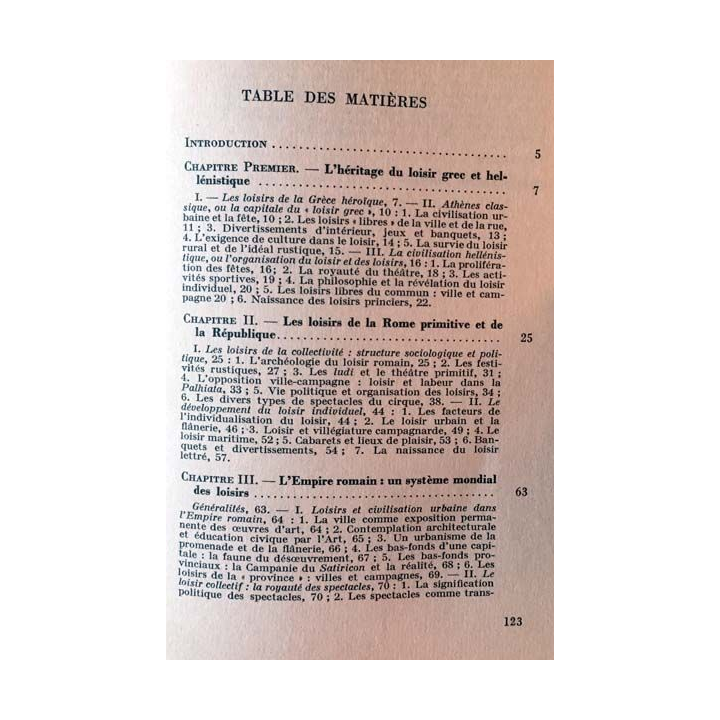 TABLE DES MATIÈRES
INTRODUCTION ............................ 5
CHAPITRE PREMIER. — L'héritage du loisir grec et hel-
lénistique ............................ 7
I. — Les loisirs de la Grèce héroïque, 7. — II. Athènes clas-
sique, ou la capitale du « loisir grec », 10 : 1. La civilisation ur-
baine et la fête, 10 ; 2. Les loisirs « libres » de la ville et de la rue,
11 ; 3. Divertissements d'intérieur, jeux et banquets, 13 ;
4. L'exigence de culture dans le loisir, 14 ; 5. La survie du loisir
rural et de l'idéal rustique, 15. — III. La civilisation hellénis-
tique, ou l'organisation du loisir et des loisirs, 16 : 1. La proliféra-
tion des fêtes, 16; 2. La royauté du théâtre, 18 ; 3. Les acti-
vités sportives, 19 ; 4. La philosophie et la révélation du loisir
individuel, 20 ; 5. Les loisirs libres du commun : ville et cam-
pagne 20 ; 6. Naissance des loisirs princiers, 22.
CHAPITRE II. — Les loisirs de la Rome primitive et de
la République ............................ 25
I. Les loisirs de la collectivité : structure sociologique et poli-
tique, 25 : 1. L'archéologie du loisir romain, 25 ; 2. Les festi-
vités rustiques, 27 ; 3. Les ludi et le théâtre primitif, 31 ;
4. L'opposition ville-campagne : loisir et labeur dans la
Palliata, 33 ; 5. Vie politique et organisation des loisirs, 34 ;
6. Les divers types de spectacles du cirque, 38. — II. Le
développement du loisir individuel, 44 : 1. Les facteurs de
l'individualisation du loisir, 44 ; 2. Le loisir urbain et la
flânerie, 46 ; 3. Loisir et villégiature campagnarde, 49 ; 4. Le
loisir maritime, 52 ; 5. Cabarets et lieux de plaisir, 53 ; 6. Ban-
quets et divertissements, 54 ; 7. La naissance du loisir
lettré, 57.
CHAPITRE III. — L'Empire romain : un système mondial
des loisirs ............................ 63
Généralités, 63. — I. Loisirs et civilisation urbaine dans
l'Empire romain, 64 : 1. La ville comme exposition perma-
nente des œuvres d'art, 64 ; 2. Contemplation architecturale
et éducation civique par l'Art, 65 ; 3. Un urbanisme de la
promenade et de la flânerie, 66 ; 4. Les bas-fonds d'une capi-
tale : la faune du désœuvrement, 67 ; 5. Les bas-fonds pro-
vinciaux : la Campanie du Satiricon et la réalité, 68 ; 6. Les
loisirs de la « province » : villes et campagnes, 69. — II. Le
loisir collectif : la royauté des spectacles, 70 : 1. La signification
politique des spectacles, 70 ; 2. Les spectacles comme trans-
123